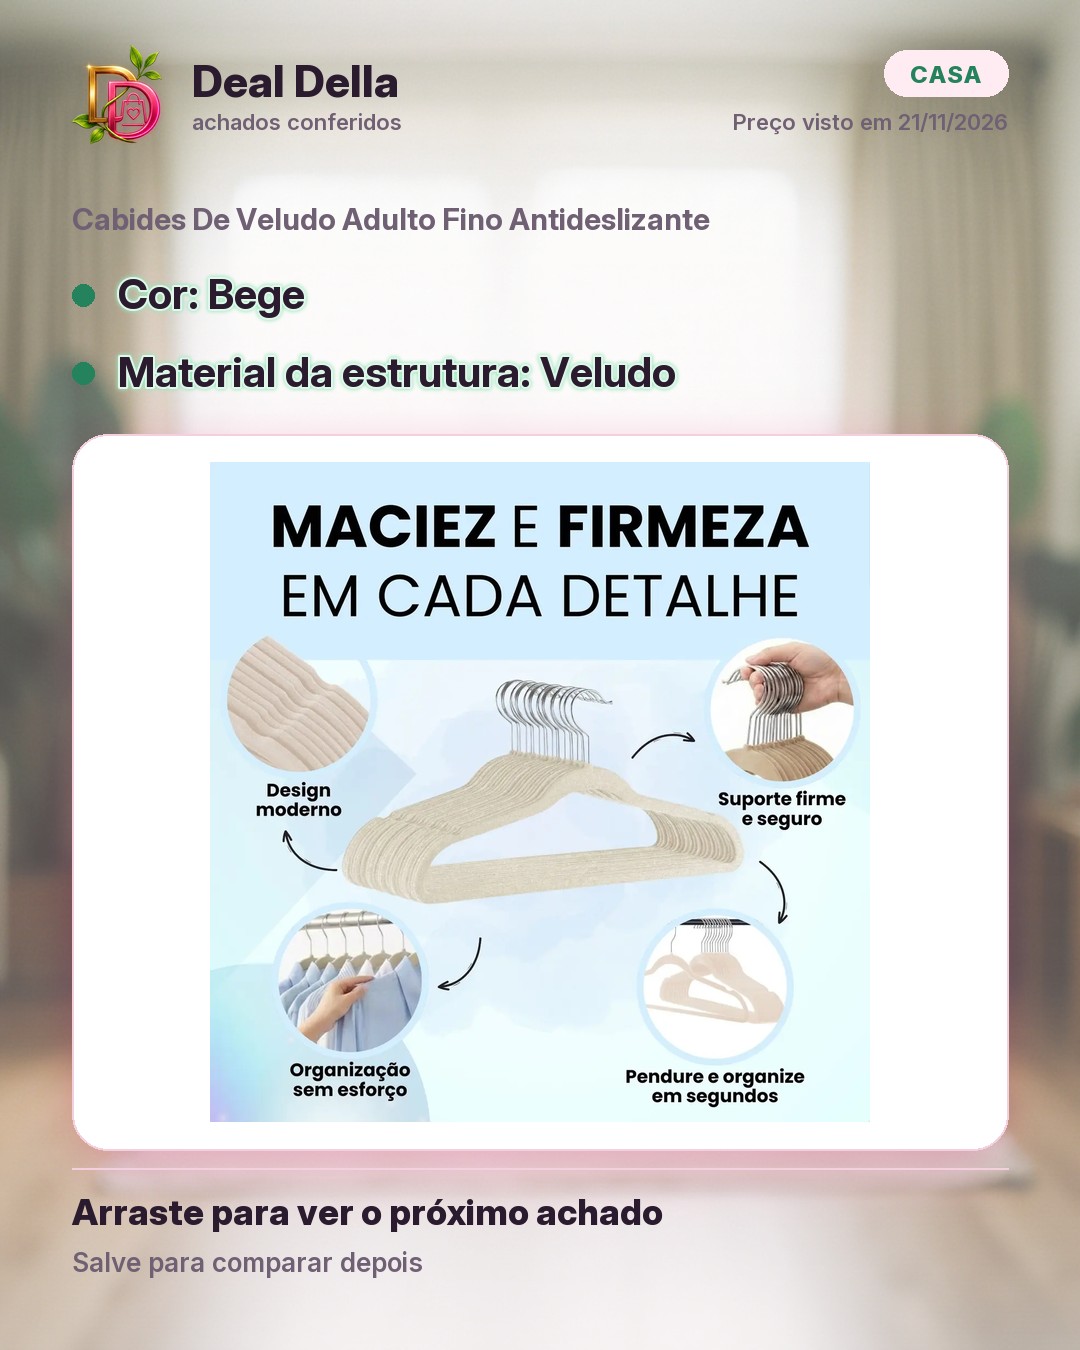 Deal Della
achados conferidos
CASA
Preço visto em 21/11/2026
Cabides De Veludo Adulto Fino Antideslizante
Cor: Bege
Material da estrutura: Veludo
MACIEZ E FIRMEZA
EM CADA DETALHE
Design
moderno
Suporte firme
e seguro
Organização
sem esforço
Pendure e organize
em segundos
Arraste para ver o próximo achado
Salve para comparar depois